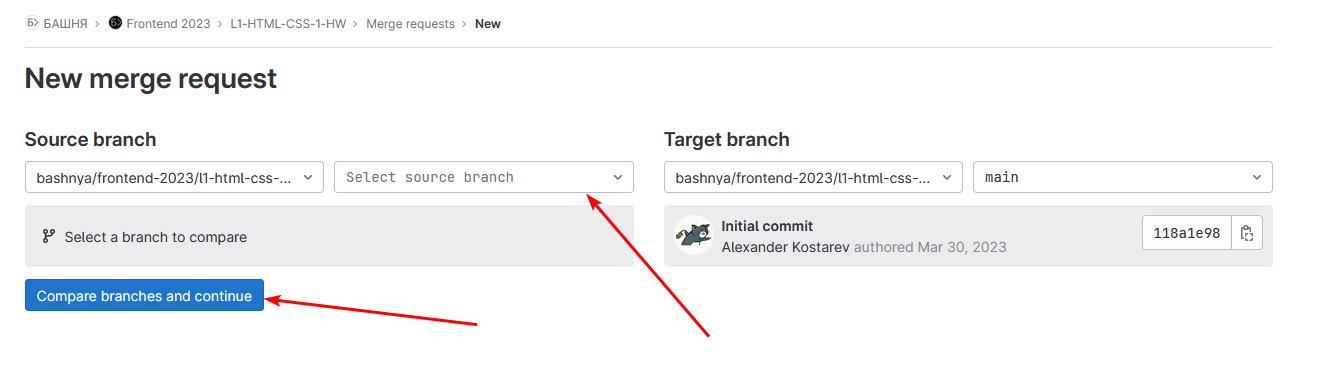 Б> БАШНЯ > Б> Frontend 2023 > L1-HTML-CSS-1-HW > Merge requests > New
New merge request
Source branch
Target branch
bashnya/frontend-2023/l1-html-css-...
Select source branch
bashnya/frontend-2023/l1-html-css-...
main
Select a branch to compare
Initial commit
Alexander Kostarev authored Mar 30, 2023
118a1e98
Compare branches and continue